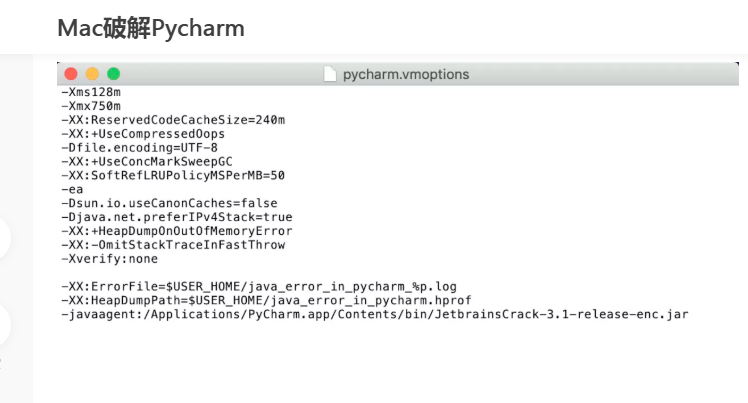 Mac破解Pycharm
pycharm.vmoptions
-Xms128m
-Xmx750m
-XX:ReservedCodeCacheSize=240m
-XX:+UseCompressedOops
-Dfile.encoding=UTF-8
-XX:+UseConcMarkSweepGC
-XX:SoftRefLRUPolicyMSPerMB=50
-ea
-Dsun.io.useCanonCaches=false
-Djava.net.preferIPv4Stack=true
-XX:+HeapDumpOnOutOfMemoryError
-XX:-OmitStackTraceInFastThrow
-Xverify:none
-XX:ErrorFile=$USER_HOME/java_error_in_pycharm_%p.log
-XX:HeapDumpPath=$USER_HOME/java_error_in_pycharm.hprof
-javaagent:/Applications/PyCharm.app/Contents/bin/JetbrainsCrack-3.1-release-enc.jar